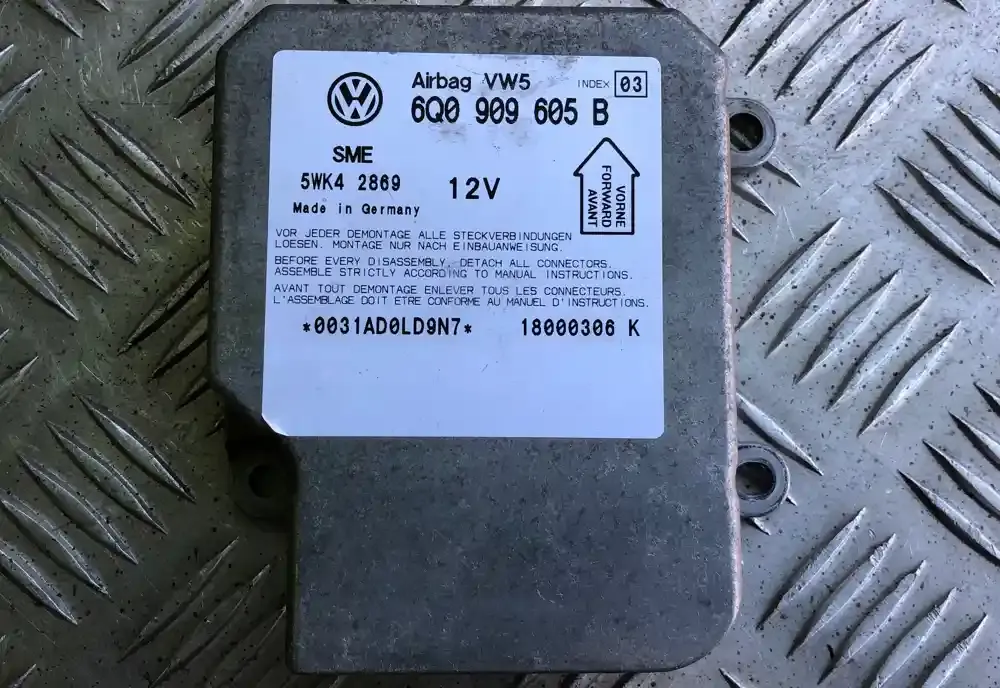 Airbag VW5 INDEX 03
6Q0 909 605 B
SME
5WK4 2869 12V
Made in Germany
VORNE
FORWARD
AVANT
VOR JEDER DEMONTAGE ALLE STECKVERBINDUNGEN
LOESEN. MONTAGE NUR NACH EINBAUANWEISUNG.
BEFORE EVERY DISASSEMBLY, DETACH ALL CONNECTORS.
ASSEMBLE STRICTLY ACCORDING TO MANUAL INSTRUCTIONS.
AVANT TOUT DEMONTAGE ENLEVER TOUS LES CONNECTEURS.
L'ASSEMBLAGE DOIT ETRE CONFORME AU MANUEL D'INSTRUCTIONS.
*0031AD0LD9N7* 18000306 K